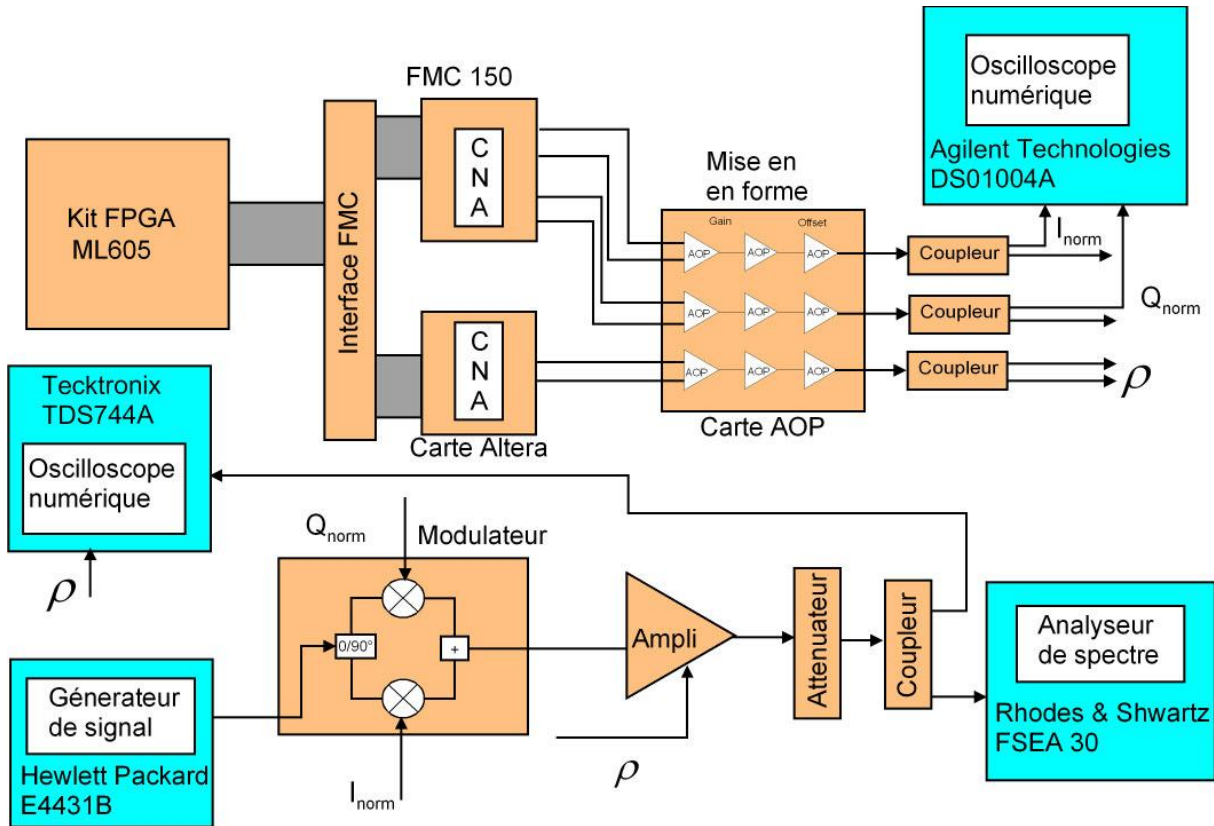 FMC 150
C
N
A
Kit FPGA
ML605
Interface FMC
Mise en
en forme
Gain
Offset
AOP
AOP
AOP
AOP
AOP
AOP
AOP
AOP
AOP
Carte AOP
Coupleur
Coupleur
Coupleur
Oscilloscope
numérique
Agilent Technologies
DS01004A
Inorm
Qnorm
ρ
C
N
A
Carte Altera
Tecktronix
TDS744A
Oscilloscope
numérique
ρ
Qnorm
Modulateur
0/90°
+
Inorm
Génerateur
de signal
Hewlett Packard
E4431B
Ampli
ρ
Attenuateur
Coupleur
Analyseur
de spectre
Rhodes & Shwartz
FSEA 30